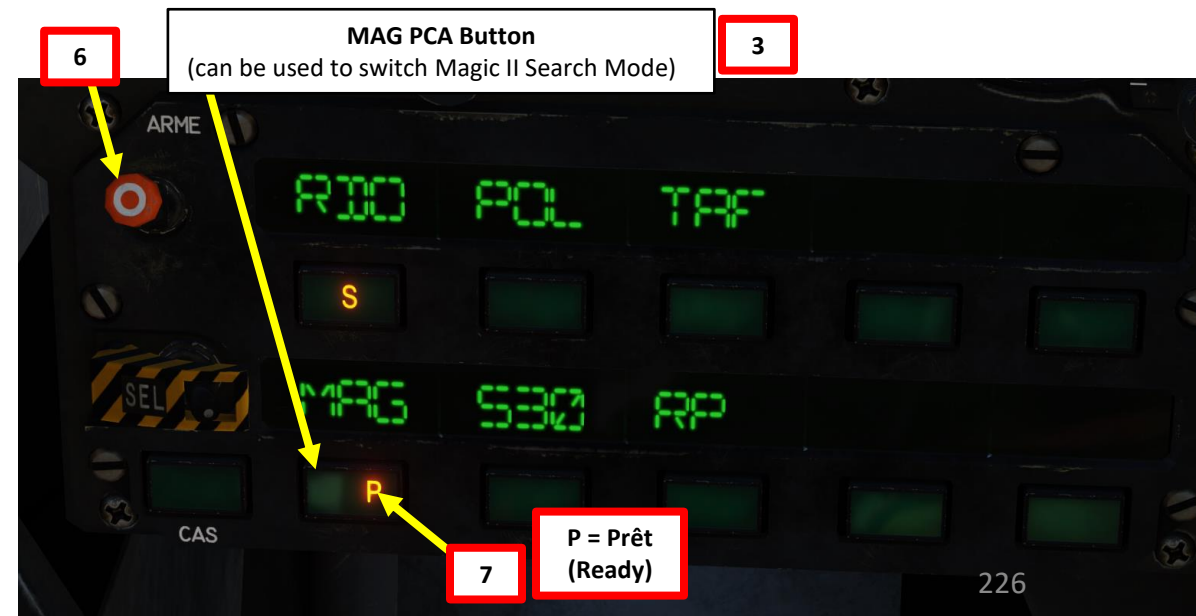 MAG PCA Button
(can be used to switch Magic II Search Mode)
3
6
ARME
RDO POL TAF
S
SEL
MAG S30 RP
P
CAS
P = Prêt
(Ready)
7
226